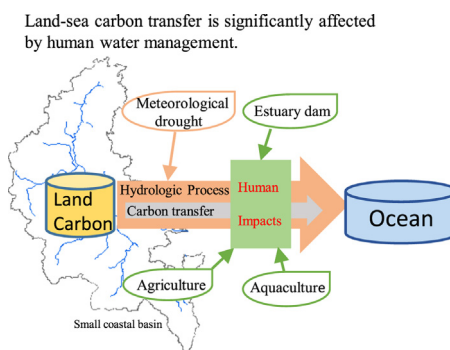 Land-sea carbon transfer is significantly affected
by human water management.
Meteorological
drought
Estuary dam
Land
Carbon
Hydrologic Process
Carbon transfer
Human
Impacts
Ocean
Agriculture
Aquaculture
Small coastal basin